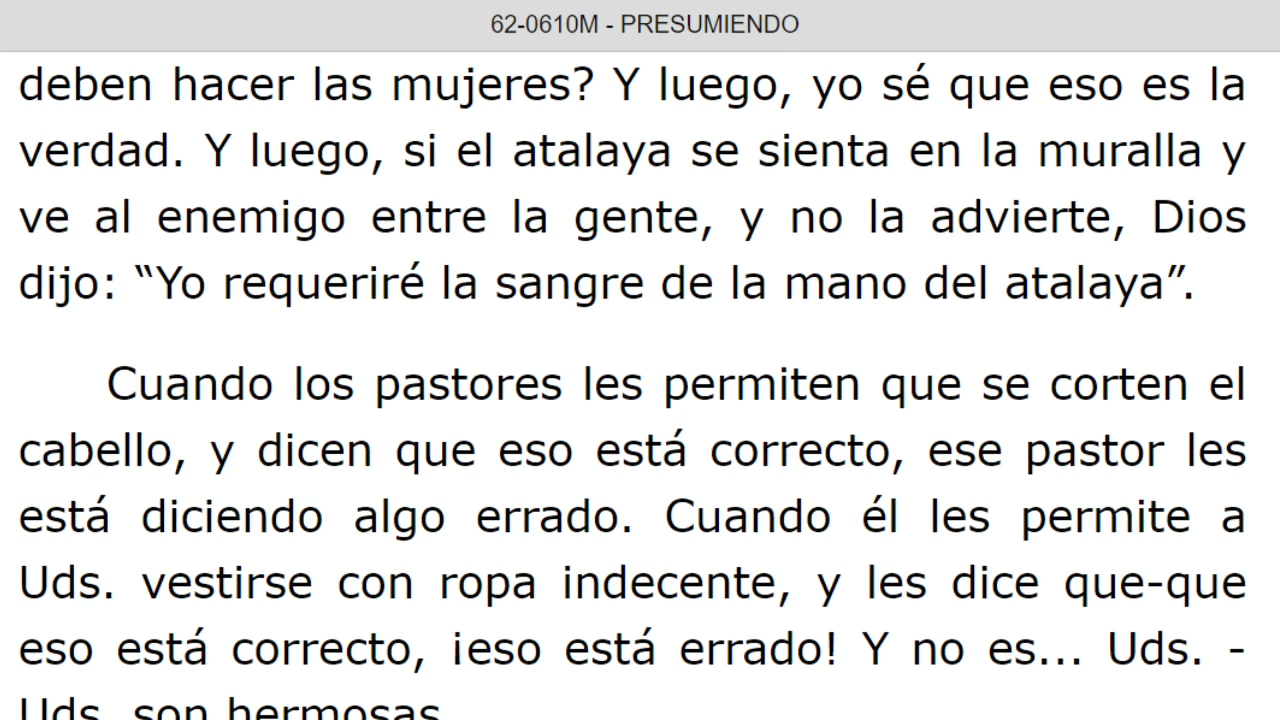 62-0610M - PRESUMIENDO
deben hacer las mujeres? Y luego, yo sé que eso es la
verdad. Y luego, si el atalaya se sienta en la muralla y
ve al enemigo entre la gente, y no la advierte, Dios
dijo: “Yo requeriré la sangre de la mano del atalaya”.
Cuando los pastores les permiten que se corten el
cabello, y dicen que eso está correcto, ese pastor les
está diciendo algo errado. Cuando él les permite a
Uds. vestirse con ropa indecente, y les dice que-que
eso está correcto, ¡eso está errado! Y no es... Uds. -
Uds. son hermosas